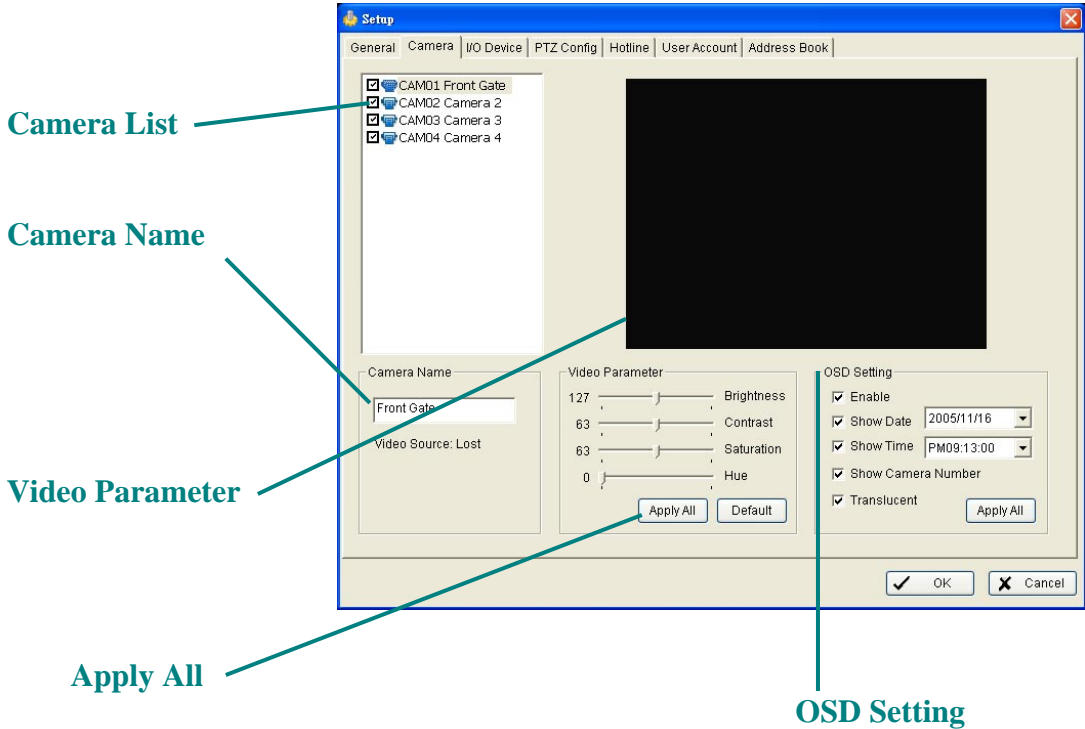 Setup
General Camera I/O Device PTZ Config Hotline User Account Address Book
CAM01 Front Gate
CAM02 Camera 2
CAM03 Camera 3
CAM04 Camera 4
Camera List
Camera Name
Video Parameter
Apply All
OSD Setting
Camera Name
Front Gate
Video Source: Lost
Video Parameter
127 Brightness
63 Contrast
63 Saturation
0 Hue
Apply All Default
OSD Setting
Enable
Show Date 2005/11/16
Show Time PM09:13:00
Show Camera Number
Translucent
Apply All
OK Cancel